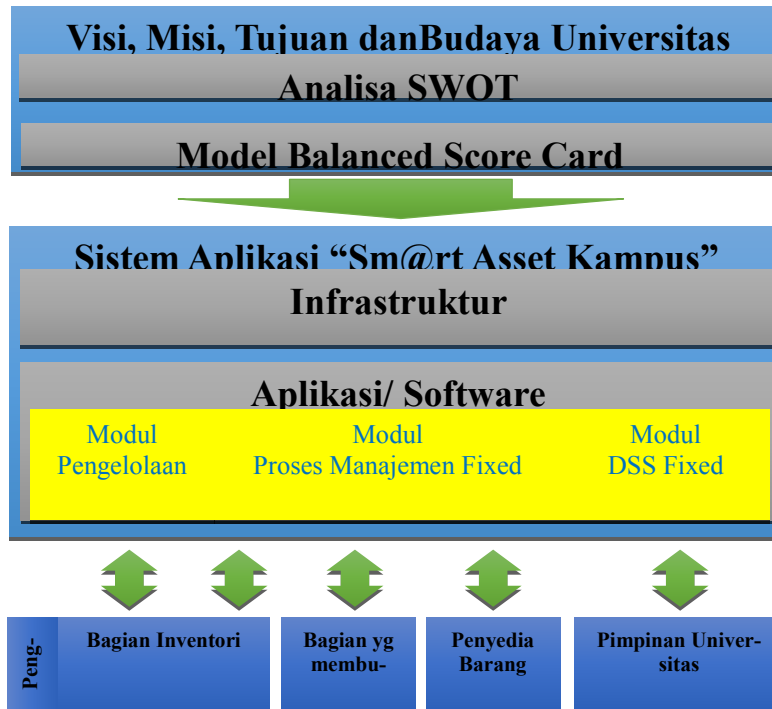 Visi, Misi, Tujuan danBudaya Universitas
Analisa SWOT
Model Balanced Score Card
Sistem Aplikasi “Sm@rt Asset Kampus”
Infrastruktur
Aplikasi/ Software
Modul
Pengelolaan
Modul
Proses Manajemen Fixed
Modul
DSS Fixed
Peng-
Bagian Inventori
Bagian yg
membu-
Penyedia
Barang
Pimpinan Univer-
sitas